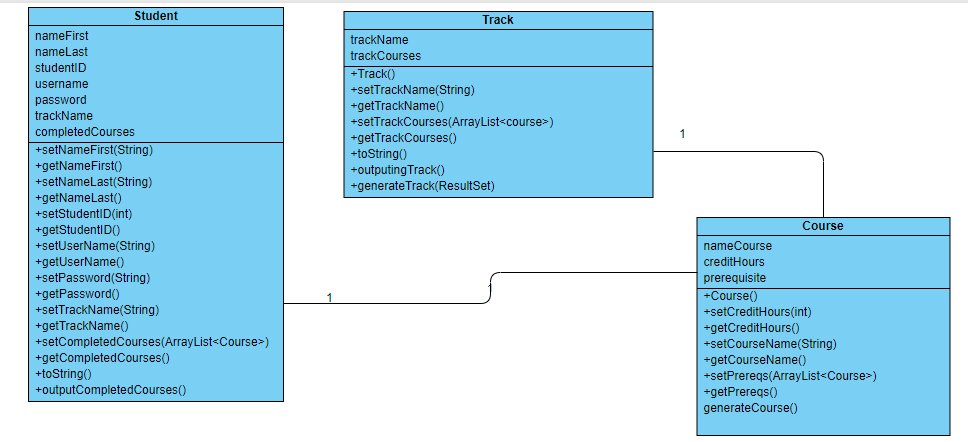 Student
nameFirst
nameLast
studentID
username
password
trackName
completedCourses
+setNameFirst(String)
+getNameFirst()
+setNameLast(String)
+getNameLast()
+setStudentID(int)
+getStudentID()
+setUserName(String)
+getUserName()
+setPassword(String)
+getPassword()
+setTrackName(String)
+getTrackName()
+setCompletedCourses(ArrayList<Course>)
+getCompletedCourses()
+toString()
+outputCompletedCourses()
Track
trackName
trackCourses
+Track()
+setTrackName(String)
+getTrackName()
+setTrackCourses(ArrayList<course>)
+getTrackCourses()
+toString()
+outputingTrack()
+generateTrack(ResultSet)
1
1
1
Course
nameCourse
creditHours
prerequisite
+Course()
+setCreditHours(int)
+getCreditHours()
+setCourseName(String)
+getCourseName()
+setPrereqs(ArrayList<Course>)
+getPrereqs()
generateCourse()